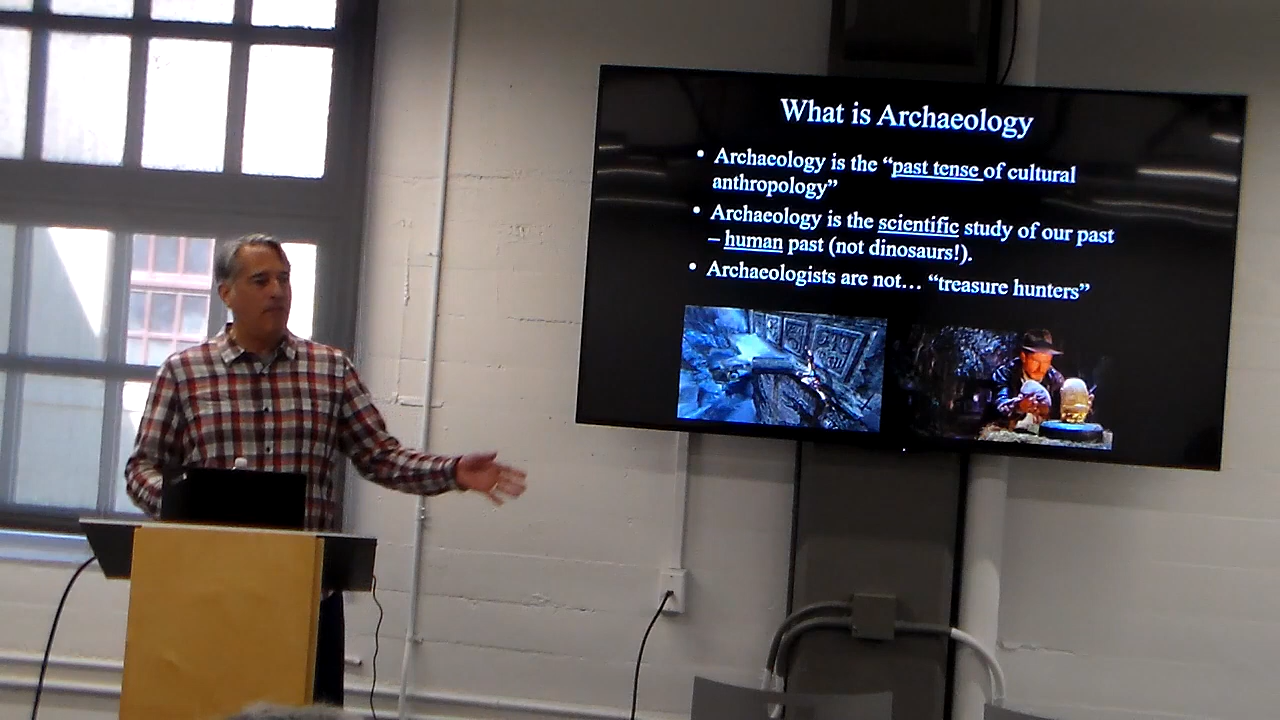 What is Archaeology
• Archaeology is the “past tense of cultural
anthropology”
• Archaeology is the scientific study of our past
– human past (not dinosaurs!).
• Archaeologists are not… “treasure hunters”